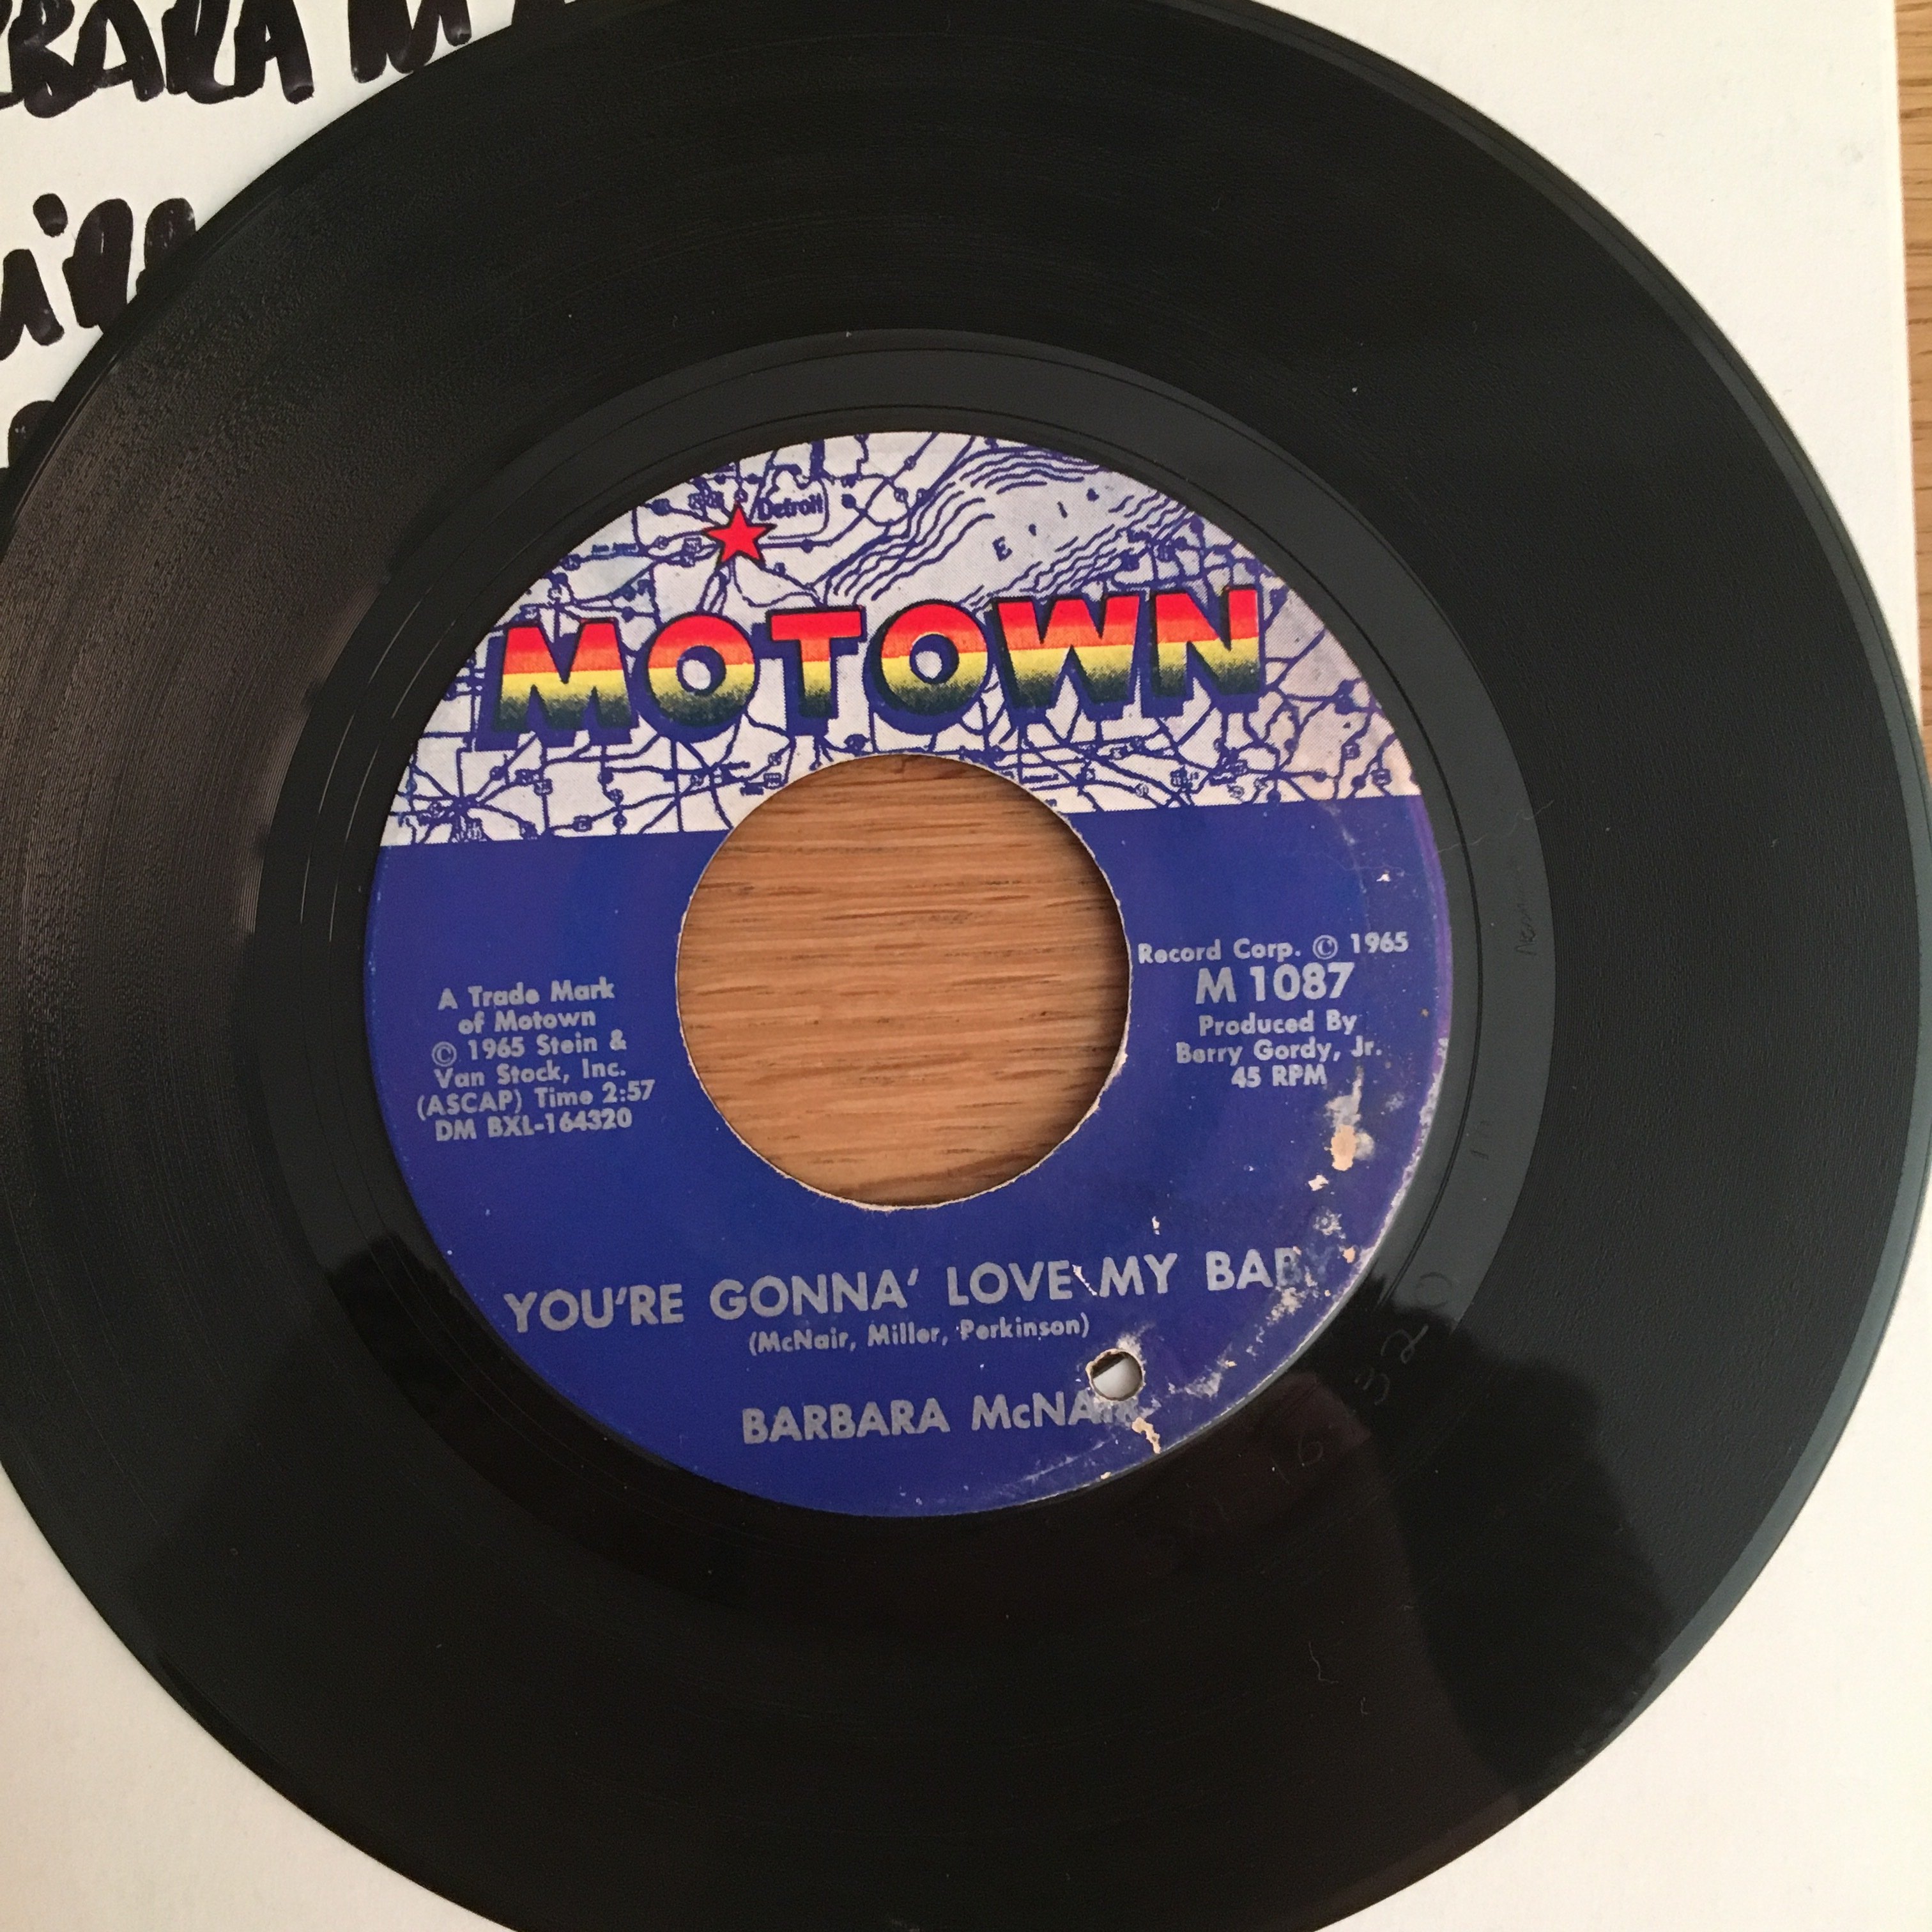 Detroit
E r i e
MOTOWN
A Trade Mark
of Motown
© 1965 Stein &
Van Stock, Inc.
(ASCAP) Time 2:57
DM BXL-164320
Record Corp. © 1965
M 1087
Produced By
Berry Gordy, Jr.
45 RPM
YOU'RE GONNA' LOVE MY BABY
(McNair, Miller, Perkinson)
BARBARA McNA